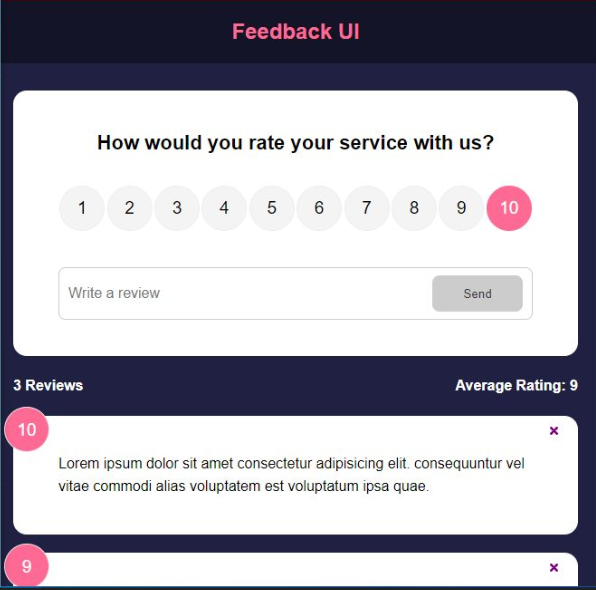 Feedback UI
How would you rate your service with us?
1 2 3 4 5 6 7 8 9 10
Write a review Send
3 Reviews Average Rating: 9
10
Lorem ipsum dolor sit amet consectetur adipisicing elit. consequuntur vel
vitae commodi alias voluptatem est voluptatum ipsa quae.
9